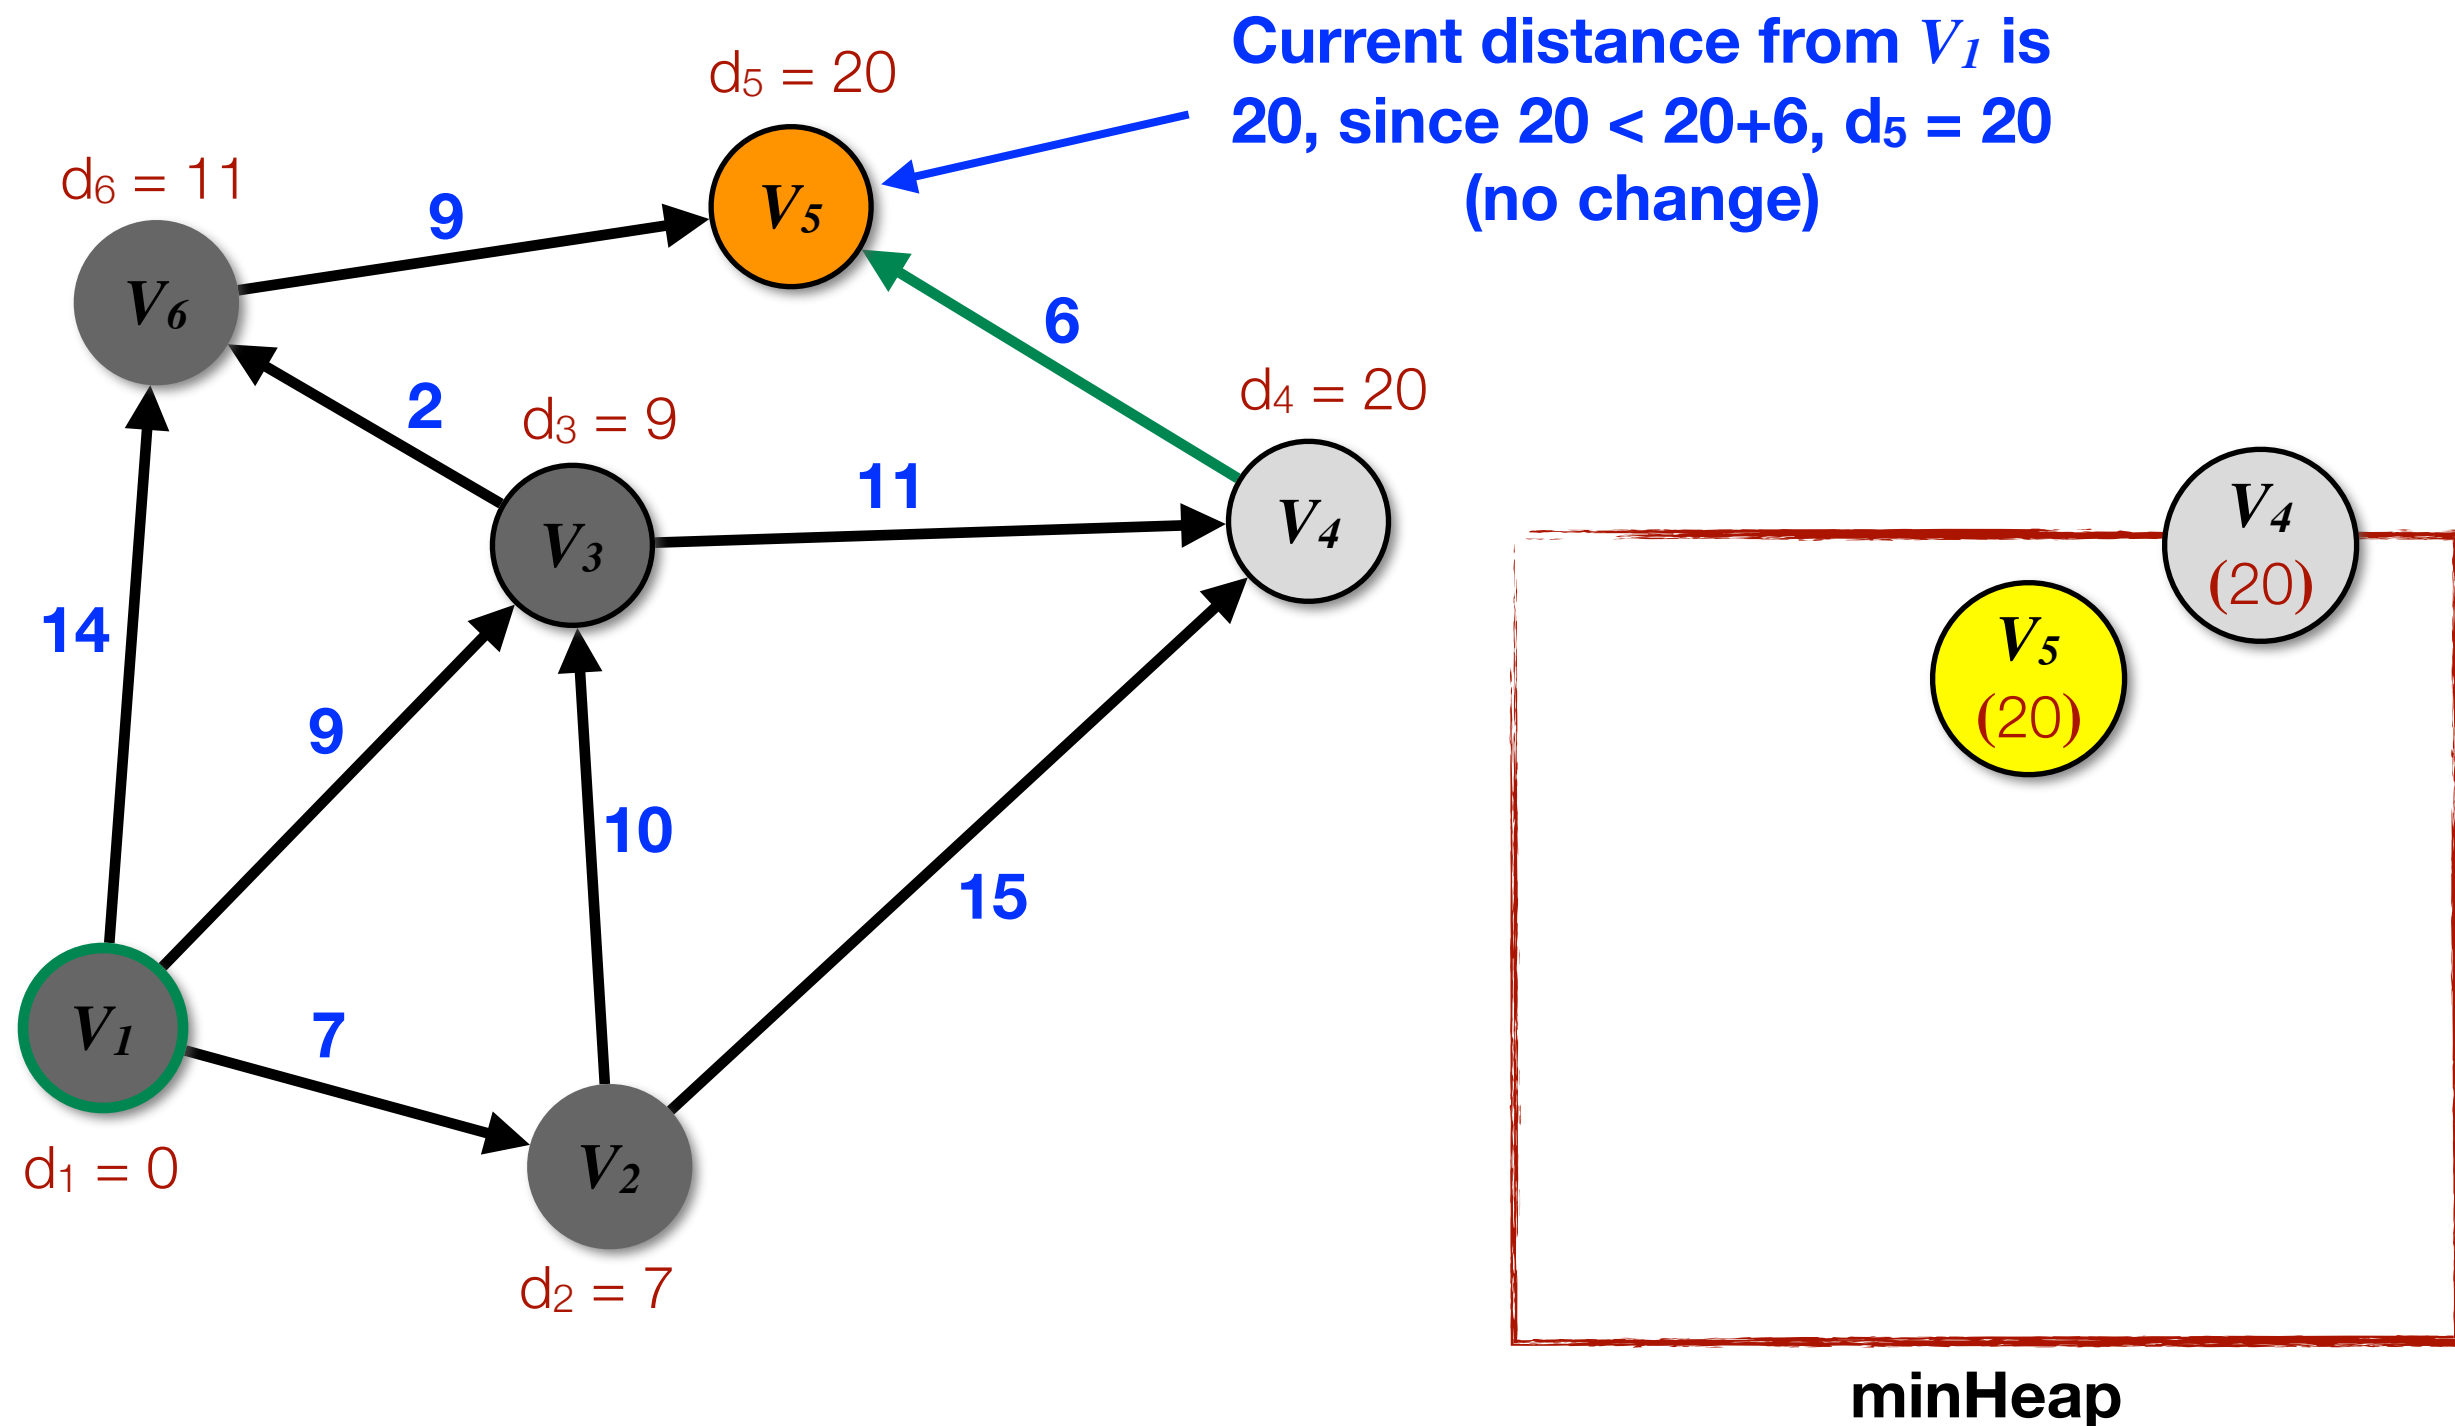 Current distance from V1 is
20, since 20 < 20+6, d5 = 20
(no change)
d5 = 20
V5
d6 = 11
V6
9
6
2
d3 = 9
V3
11
d4 = 20
V4
14
9
10
15
V1
d1 = 0
7
V2
d2 = 7
V4
(20)
V5
(20)
minHeap